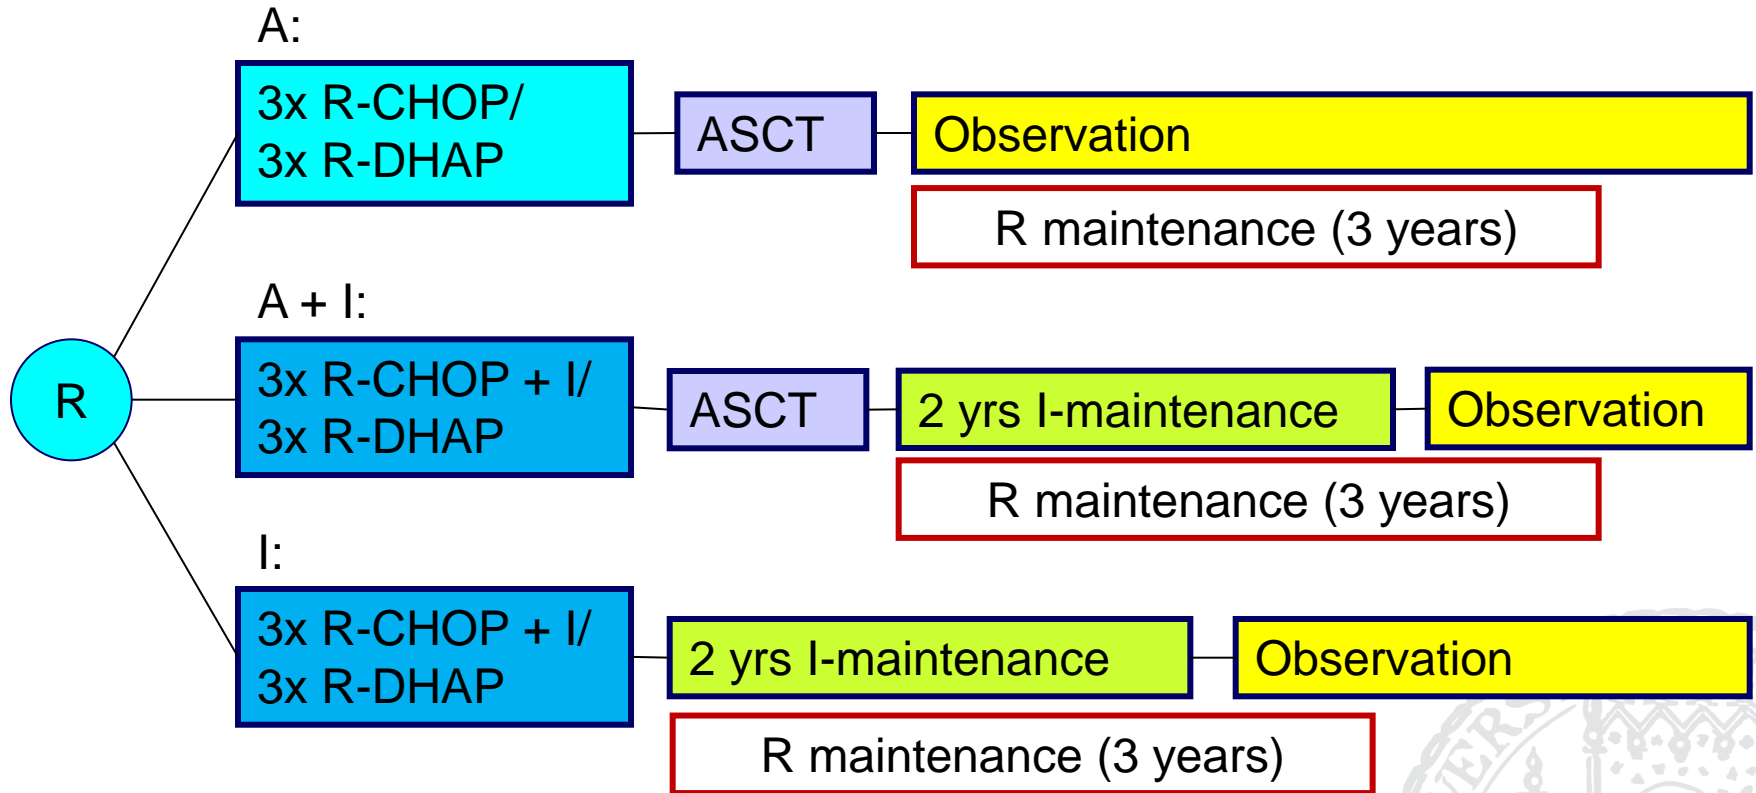 A:
3x R-CHOP/
3x R-DHAP
ASCT
Observation
R maintenance (3 years)
A + I:
R
3x R-CHOP + I/
3x R-DHAP
ASCT
2 yrs I-maintenance
Observation
R maintenance (3 years)
I:
3x R-CHOP + I/
3x R-DHAP
2 yrs I-maintenance
Observation
R maintenance (3 years)